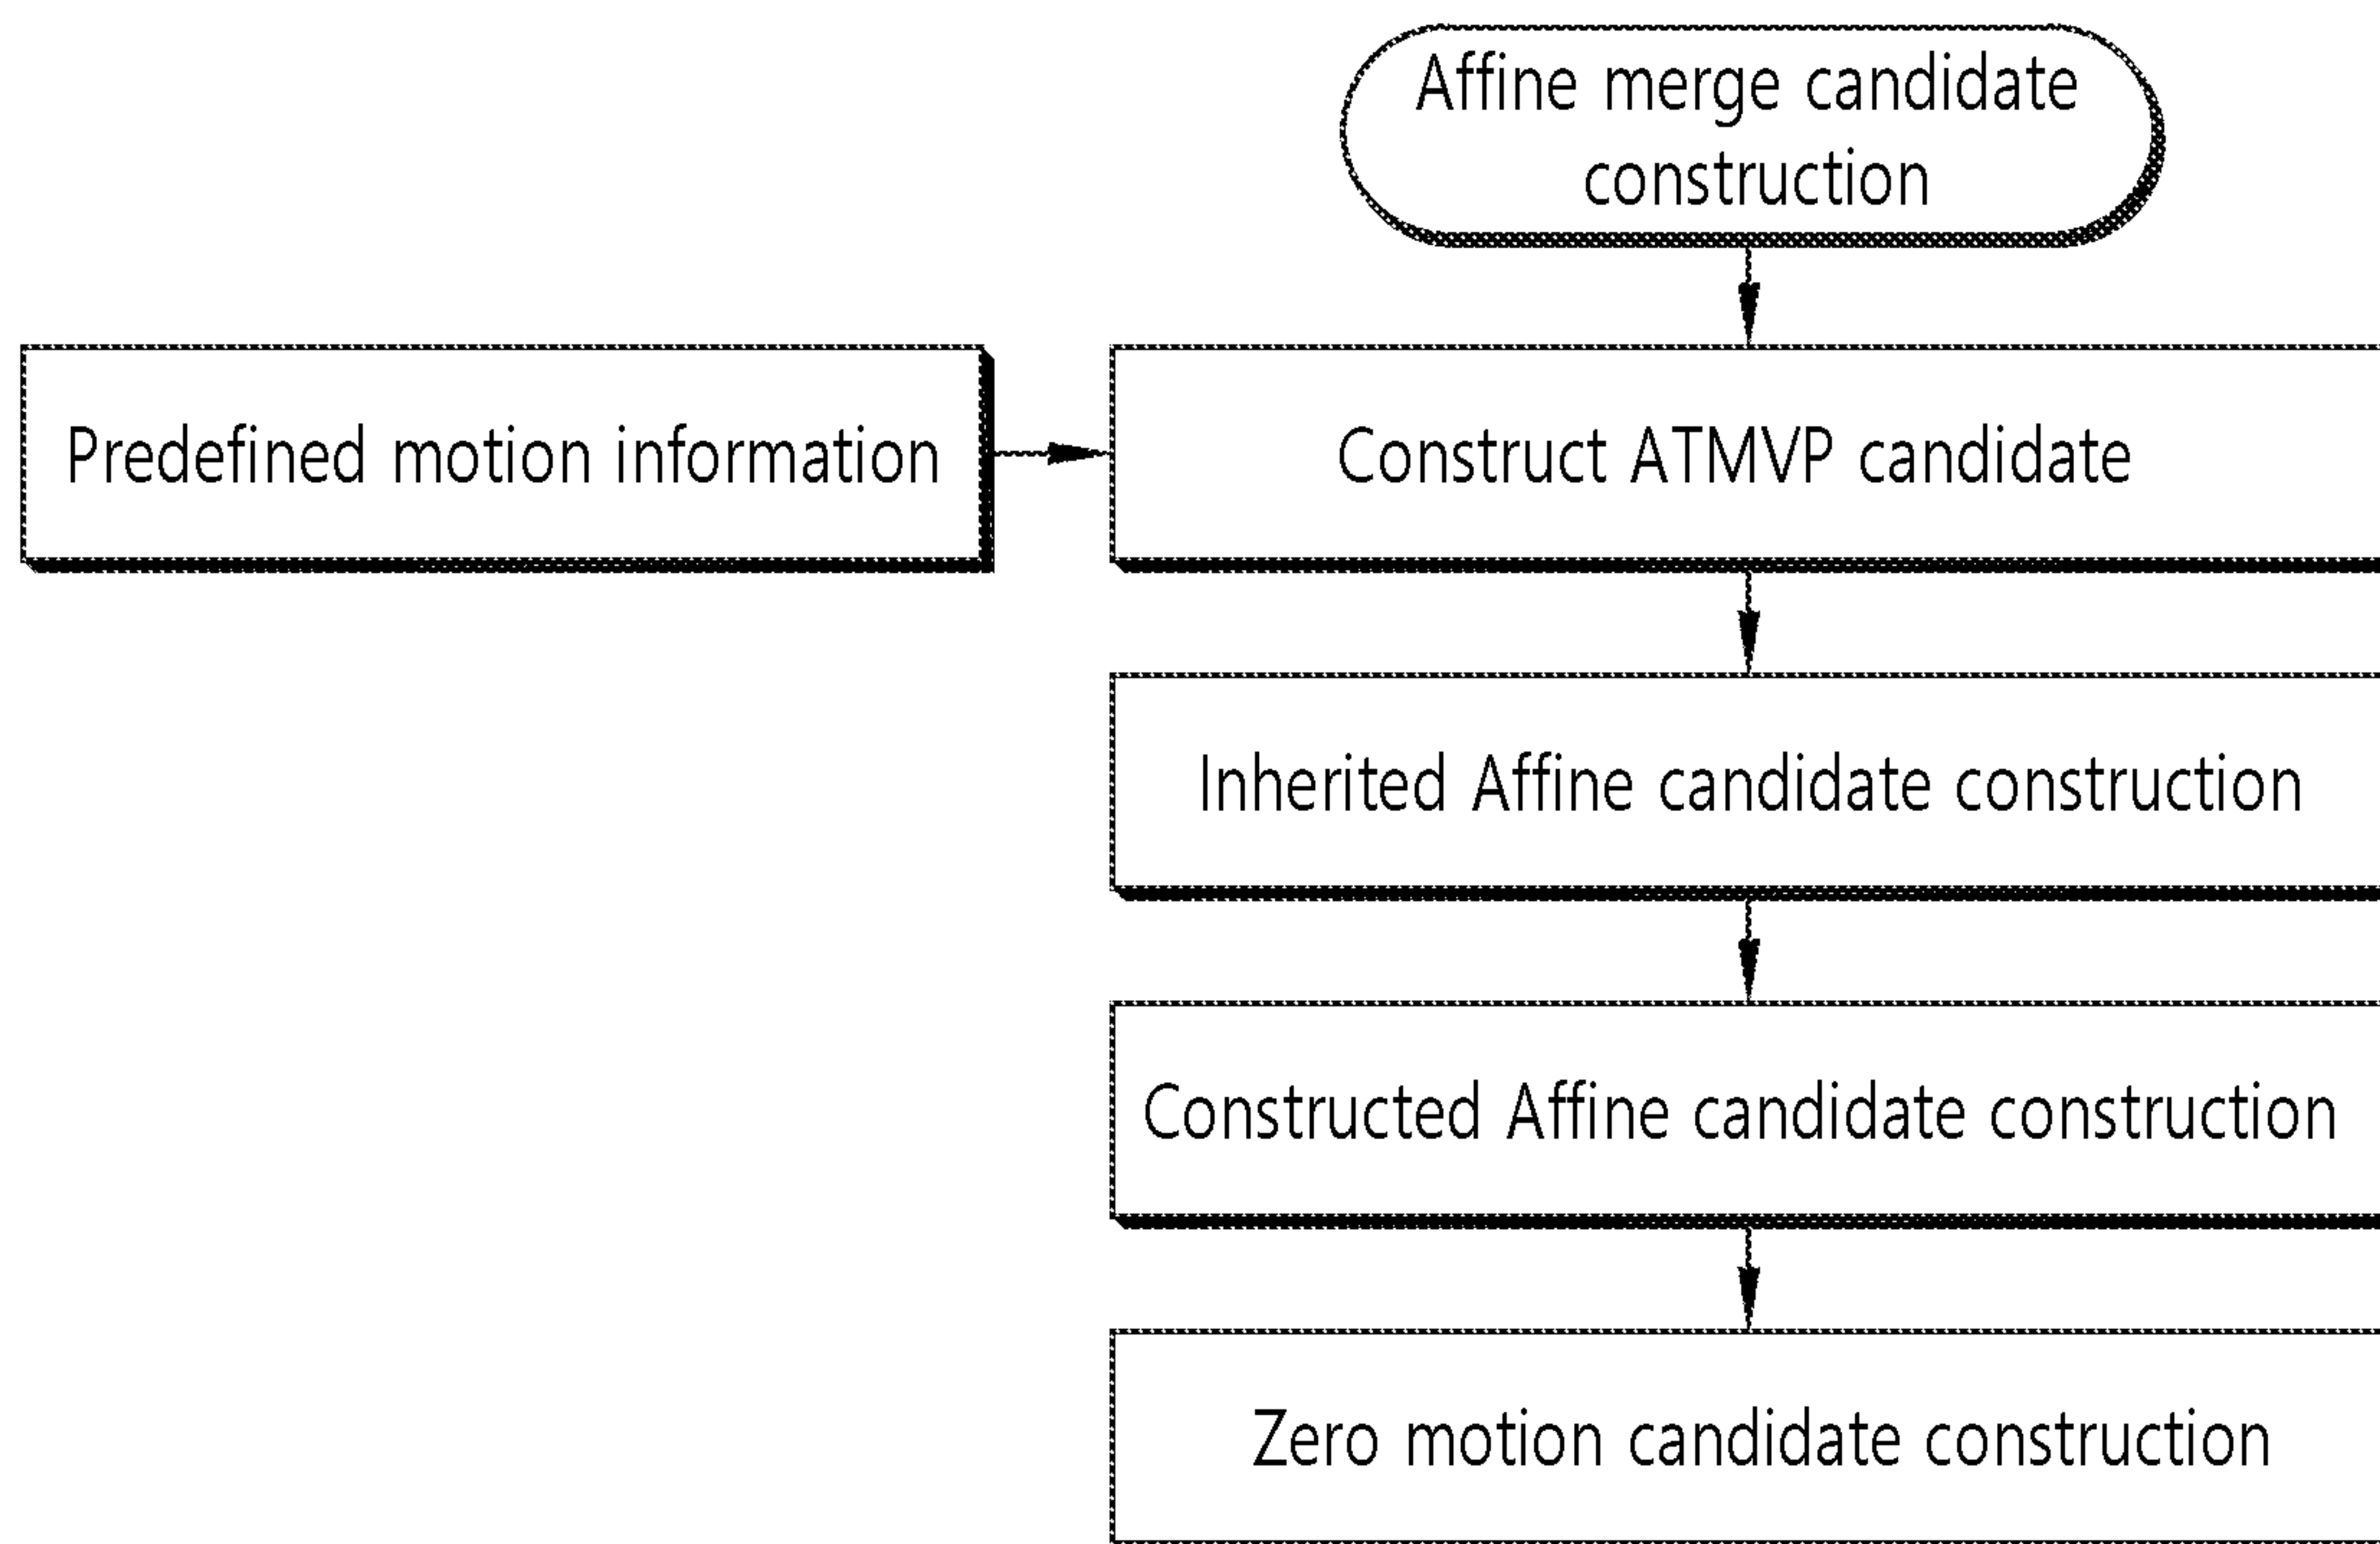 Affine merge candidate
construction
Predefined motion information
Construct ATMVP candidate
Inherited Affine candidate construction
Constructed Affine candidate construction
Zero motion candidate construction